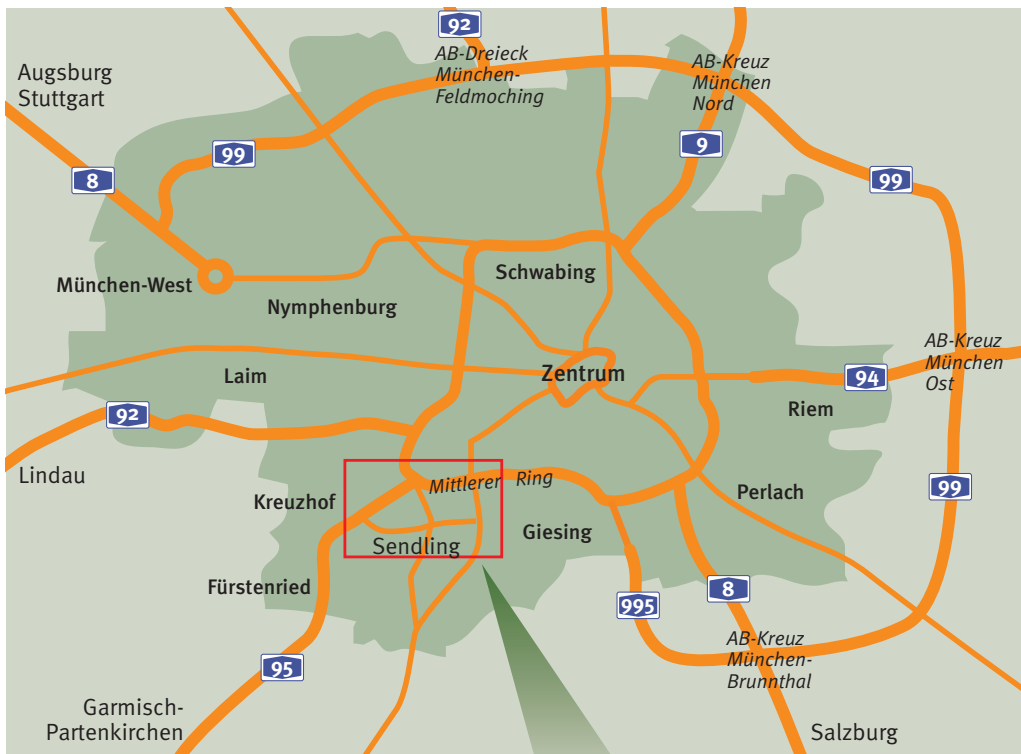 92
AB-Dreieck
München-
Feldmoching
AB-Kreuz
München
Nord
Augsburg
Stuttgart
99
9
8
99
Schwabing
München-West
Nymphenburg
AB-Kreuz
München
Ost
Zentrum
Laim
94
Riem
92
Lindau
Mittlerer Ring
Perlach
99
Kreuzhof
Giesing
Sendling
Fürstenried
8
995
AB-Kreuz
München-
Brunnthal
95
Garmisch-
Partenkirchen
Salzburg